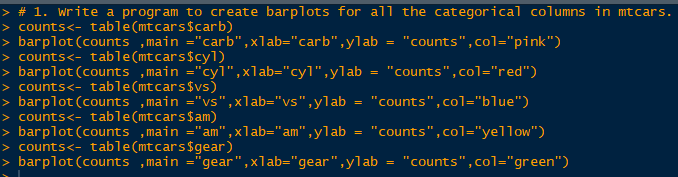 > # 1. Write a program to create barplots for all the categorical columns in mtcars.
> counts<- table(mtcars$carb)
> barplot(counts ,main ="carb",xlab="carb",ylab = "counts",col="pink")
> counts<- table(mtcars$cyl)
> barplot(counts ,main ="cyl",xlab="cyl",ylab = "counts",col="red")
> counts<- table(mtcars$vs)
> barplot(counts ,main ="vs",xlab="vs",ylab = "counts",col="blue")
> counts<- table(mtcars$am)
> barplot(counts ,main ="am",xlab="am",ylab = "counts",col="yellow")
> counts<- table(mtcars$gear)
> barplot(counts ,main ="gear",xlab="gear",ylab = "counts",col="green")
>